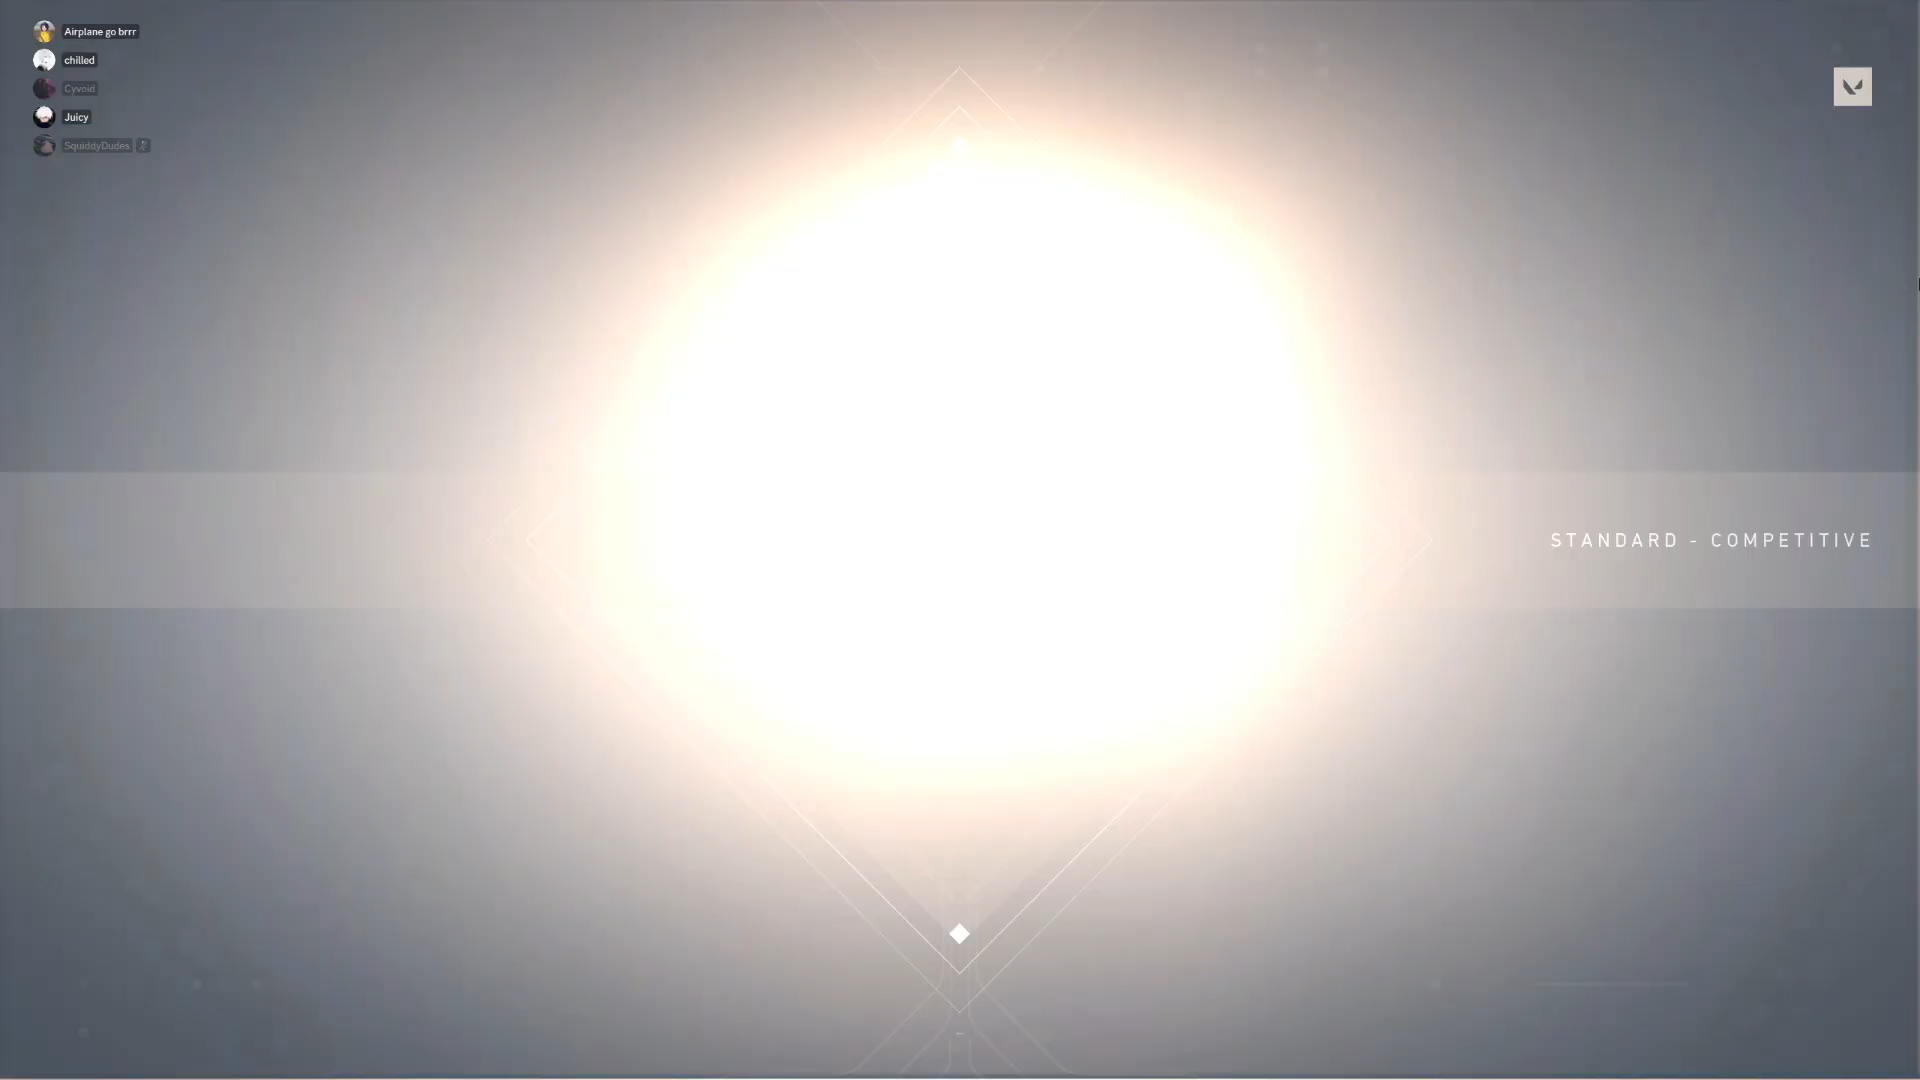 Airplane go brrr
chilled
Cyvoid
Juicy
SquiddyDudes
STANDARD - COMPETITIVE